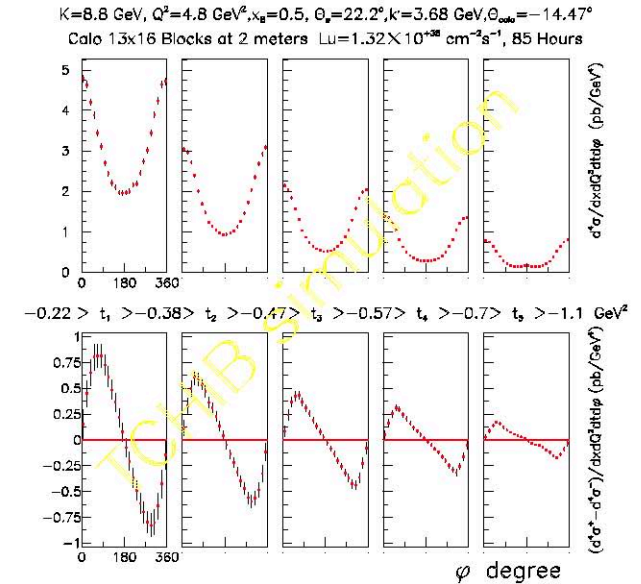 K=8.8 GeV, Q²=4.8 GeV²,x_B=0.5, Θ_e=22.2°,k'=3.68 GeV,Θ_calo=−14.47°
Calo 13x16 Blocks at 2 meters Lu=1.32×10⁺³⁸ cm⁻²s⁻¹, 85 Hours
5
4
3
2
1
0
0 180 360
d⁴σ/dxdQ²dtdφ (pb/GeV⁴)
−0.22 > t₁ >−0.38> t₂ >−0.47> t₃ >−0.57> t₄ >−0.7> t₅ >−1.1 GeV²
1
0.75
0.5
0.25
0
−0.25
−0.5
−0.75
−1
0 180 360
(d⁴σ⁺−d⁴σ⁻)/dxdQ²dtdφ (pb/GeV⁴)
φ degree
TCHIB simulation